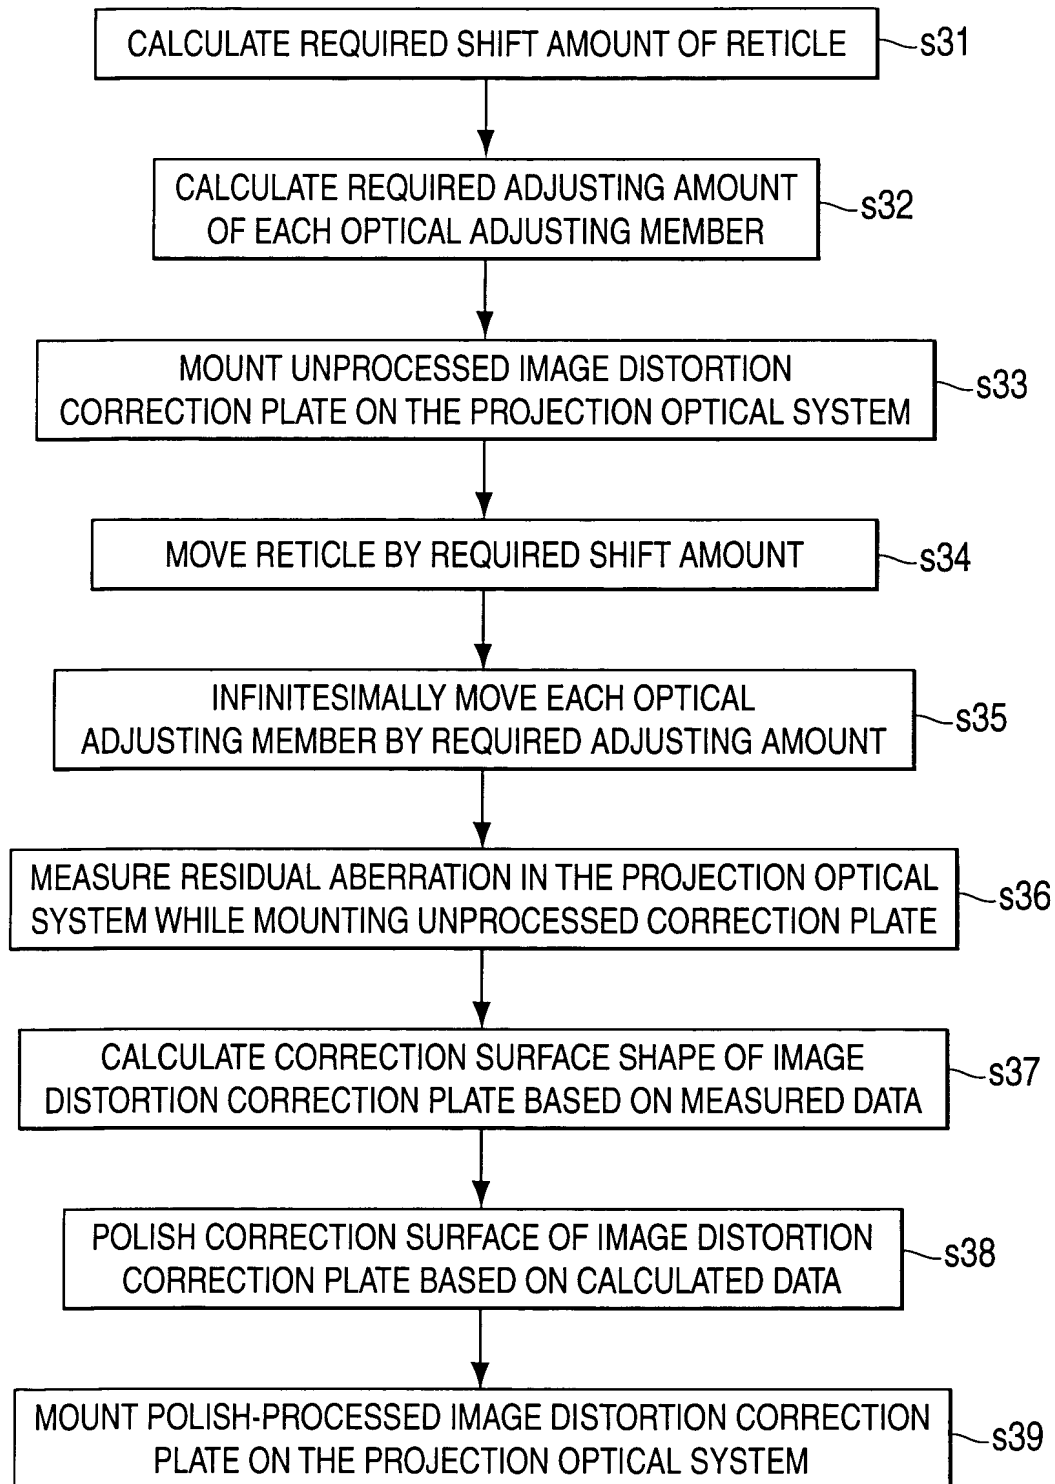 CALCULATE REQUIRED SHIFT AMOUNT OF RETICLE
s31
CALCULATE REQUIRED ADJUSTING AMOUNT
OF EACH OPTICAL ADJUSTING MEMBER
s32
MOUNT UNPROCESSED IMAGE DISTORTION
CORRECTION PLATE ON THE PROJECTION OPTICAL SYSTEM
s33
MOVE RETICLE BY REQUIRED SHIFT AMOUNT
s34
INFINITESIMALLY MOVE EACH OPTICAL
ADJUSTING MEMBER BY REQUIRED ADJUSTING AMOUNT
s35
MEASURE RESIDUAL ABERRATION IN THE PROJECTION OPTICAL
SYSTEM WHILE MOUNTING UNPROCESSED CORRECTION PLATE
s36
CALCULATE CORRECTION SURFACE SHAPE OF IMAGE
DISTORTION CORRECTION PLATE BASED ON MEASURED DATA
s37
POLISH CORRECTION SURFACE OF IMAGE DISTORTION
CORRECTION PLATE BASED ON CALCULATED DATA
s38
MOUNT POLISH-PROCESSED IMAGE DISTORTION CORRECTION
PLATE ON THE PROJECTION OPTICAL SYSTEM
s39